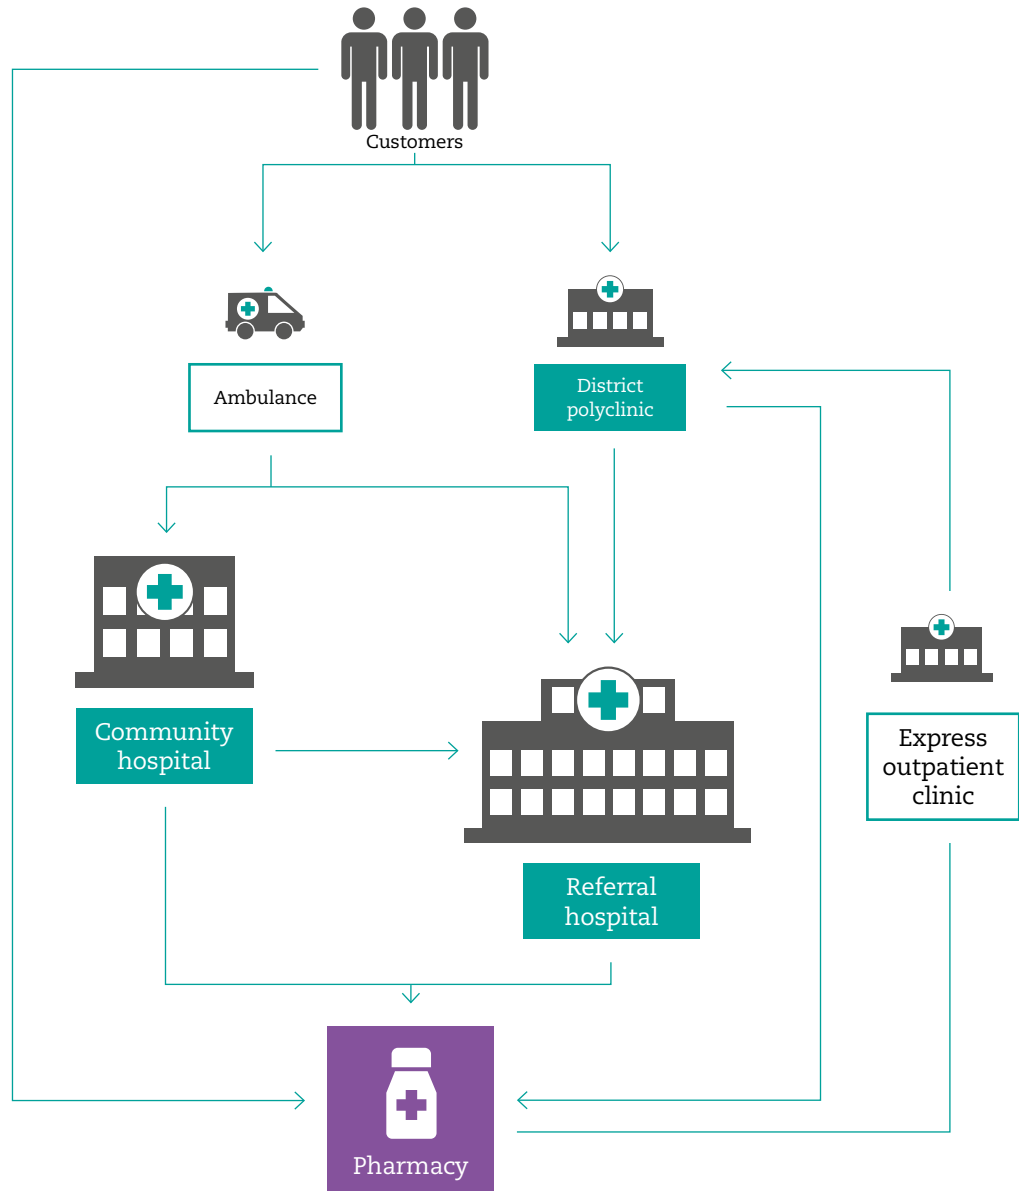 Customers
Ambulance
District
polyclinic
Community
hospital
Express
outpatient
clinic
Referral
hospital
Pharmacy